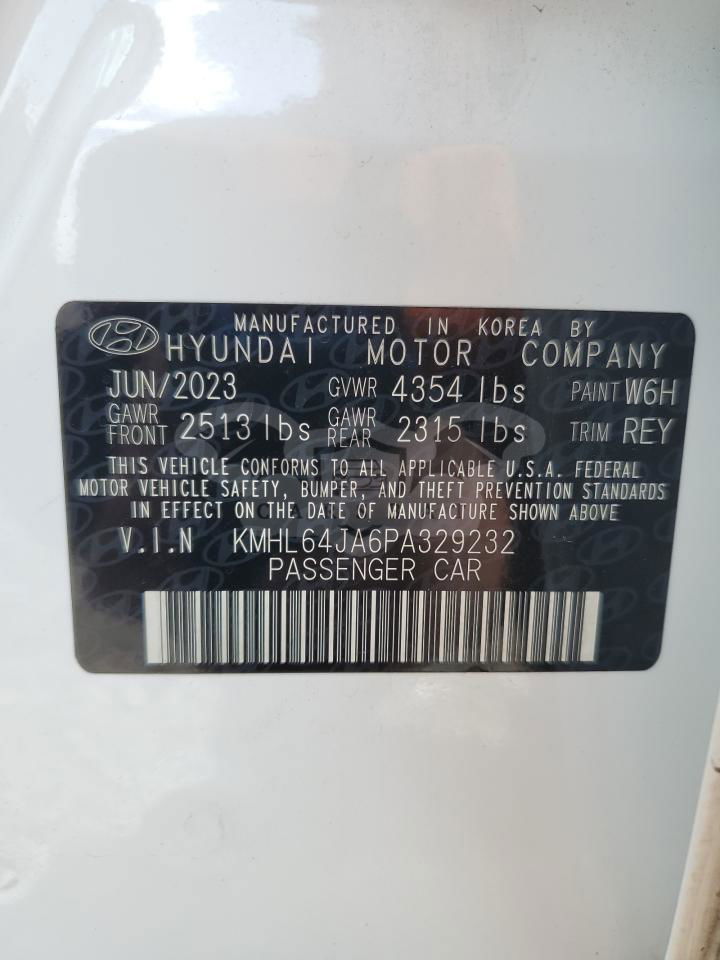 MANUFACTURED IN KOREA BY
HYUNDAI MOTOR COMPANY
JUN/2023 GVWR 4354 lbs PAINT W6H
GAWR FRONT 2513 lbs GAWR REAR 2315 lbs TRIM REY
THIS VEHICLE CONFORMS TO ALL APPLICABLE U.S.A. FEDERAL
MOTOR VEHICLE SAFETY, BUMPER, AND THEFT PREVENTION STANDARDS
IN EFFECT ON THE DATE OF MANUFACTURE SHOWN ABOVE
V.I.N KMHL64JA6PA329232
PASSENGER CAR